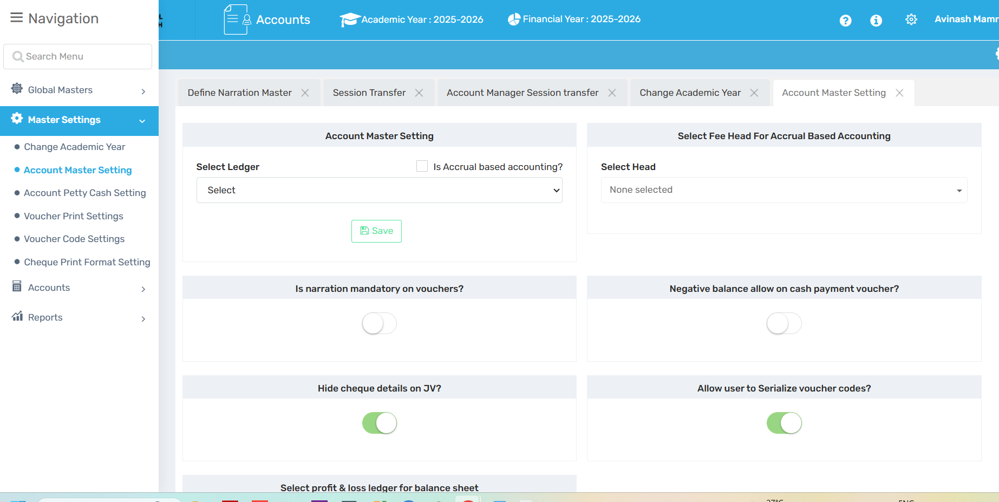 Navigation
Search Menu
Global Masters
Master Settings
Change Academic Year
Account Master Setting
Account Petty Cash Setting
Voucher Print Settings
Voucher Code Settings
Cheque Print Format Setting
Accounts
Reports
Accounts
Academic Year : 2025-2026
Financial Year : 2025-2026
Avinash Mamr
Define Narration Master
Session Transfer
Account Manager Session transfer
Change Academic Year
Account Master Setting
Account Master Setting
Select Ledger
Is Accrual based accounting?
Select
Save
Select Fee Head For Accrual Based Accounting
Select Head
None selected
Is narration mandatory on vouchers?
Negative balance allow on cash payment voucher?
Hide cheque details on JV?
Allow user to Serialize voucher codes?
Select profit & loss ledger for balance sheet